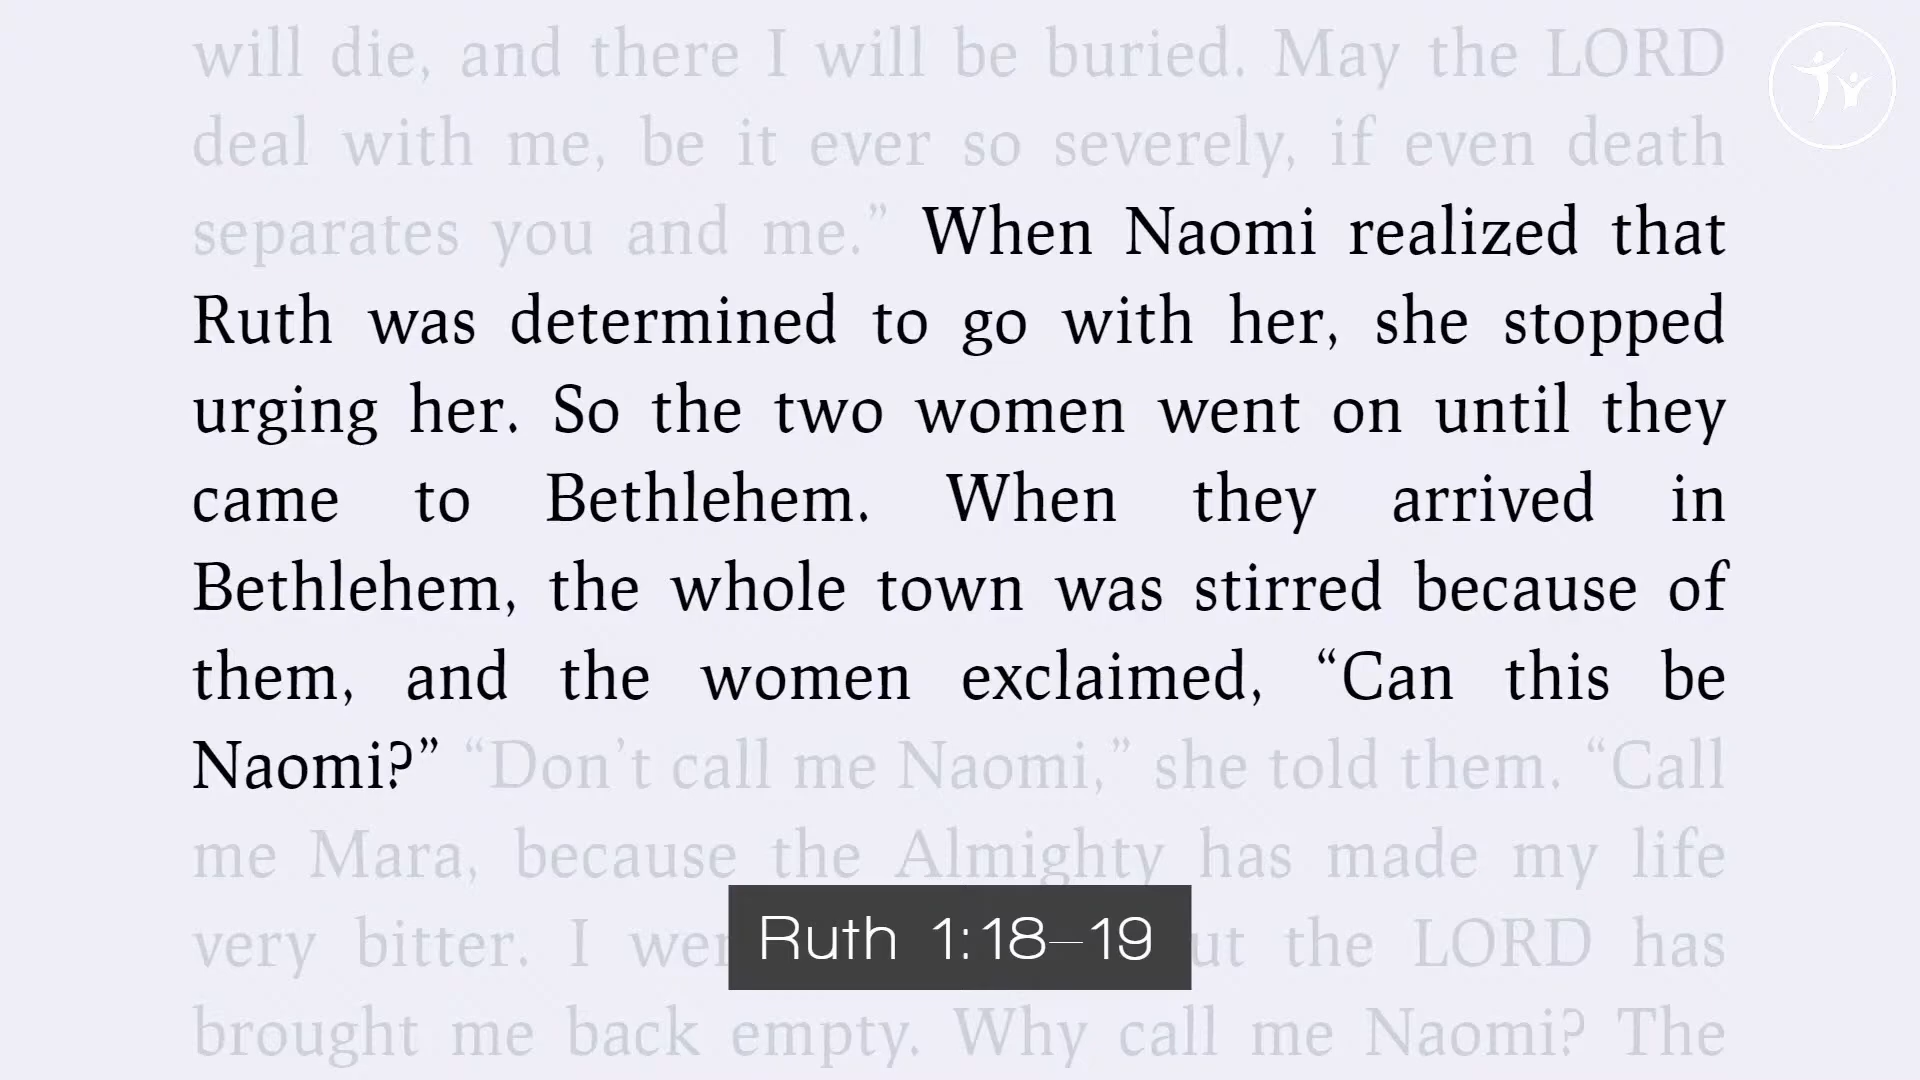 will die, and there I will be buried. May the LORD
deal with me, be it ever so severely, if even death
separates you and me.” When Naomi realized that
Ruth was determined to go with her, she stopped
urging her. So the two women went on until they
came to Bethlehem. When they arrived in
Bethlehem, the whole town was stirred because of
them, and the women exclaimed, “Can this be
Naomi?” “Don’t call me Naomi,” she told them. “Call
me Mara, because the Almighty has made my life
very bitter. I the LORD has
Ruth 1:18–19
brought me back empty. Why call me Naomi? The